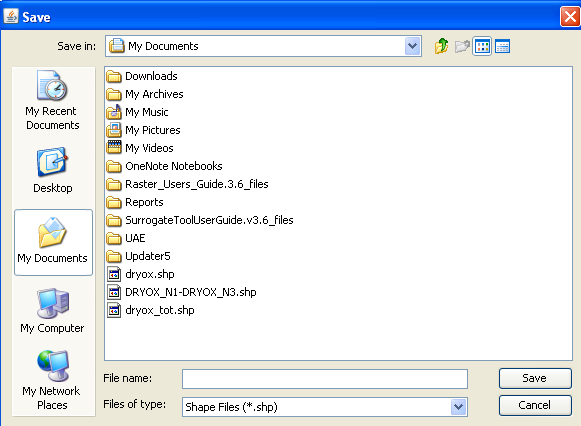 Save
Save in: My Documents
My Recent
Documents
Desktop
My Documents
My Computer
My Network
Places
Downloads
My Archives
My Music
My Pictures
My Videos
OneNote Notebooks
Raster_Users_Guide.3.6_files
Reports
SurrogateToolUserGuide.v3.6_files
UAE
Updater5
dryox.shp
DRYOX_N1-DRYOX_N3.shp
dryox_tot.shp
File name: Save
Files of type: Shape Files (*.shp) Cancel